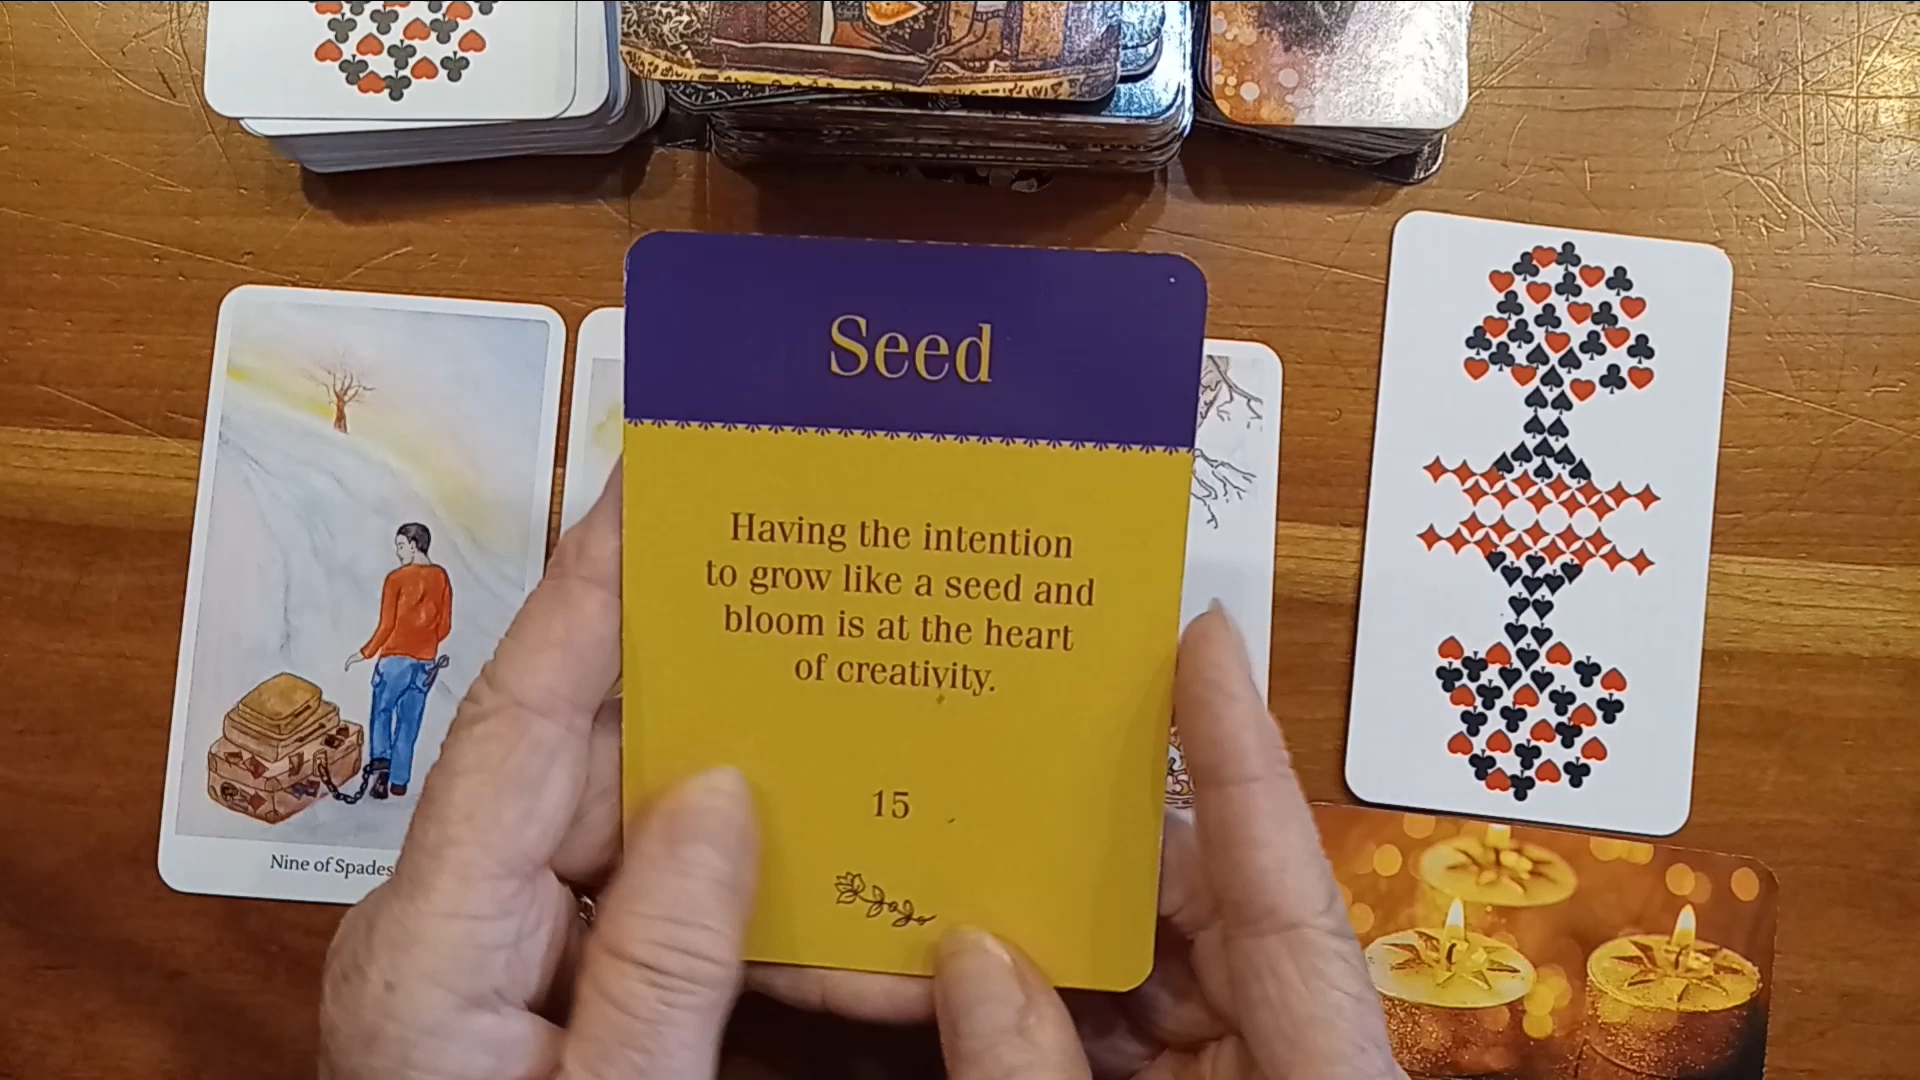 Seed
Having the intention
to grow like a seed and
bloom is at the heart
of creativity.
15
Nine of Spades